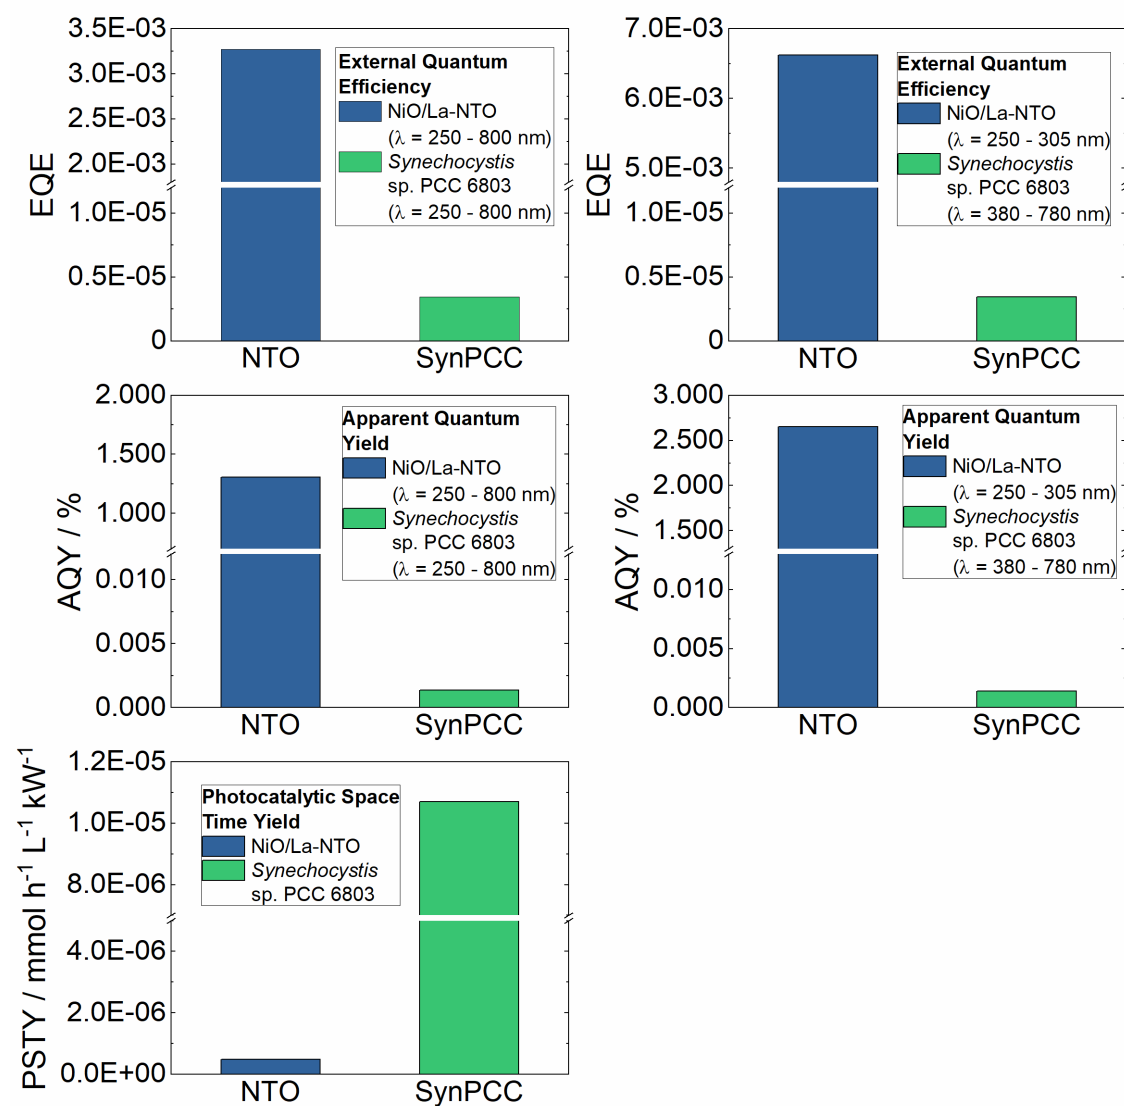 3.5E-03
3.0E-03
2.5E-03
2.0E-03
1.0E-05
0.5E-05
0
EQE
External Quantum
Efficiency
NiO/La-NTO
(λ = 250 - 800 nm)
Synechocystis
sp. PCC 6803
(λ = 250 - 800 nm)
NTO SynPCC
7.0E-03
6.0E-03
5.0E-03
1.0E-05
0.5E-05
0
EQE
External Quantum
Efficiency
NiO/La-NTO
(λ = 250 - 305 nm)
Synechocystis
sp. PCC 6803
(λ = 380 - 780 nm)
NTO SynPCC
2.000
1.500
1.000
0.010
0.005
0.000
AQY / %
Apparent Quantum
Yield
NiO/La-NTO
(λ = 250 - 800 nm)
Synechocystis
sp. PCC 6803
(λ = 250 - 800 nm)
NTO SynPCC
3.000
2.500
2.000
1.500
0.010
0.005
0.000
AQY / %
Apparent Quantum
Yield
NiO/La-NTO
(λ = 250 - 305 nm)
Synechocystis
sp. PCC 6803
(λ = 380 - 780 nm)
NTO SynPCC
1.2E-05
1.0E-05
8.0E-06
4.0E-06
2.0E-06
0.0E+00
PSTY / mmol h⁻¹ L⁻¹ kW⁻¹
Photocatalytic Space
Time Yield
NiO/La-NTO
Synechocystis
sp. PCC 6803
NTO SynPCC